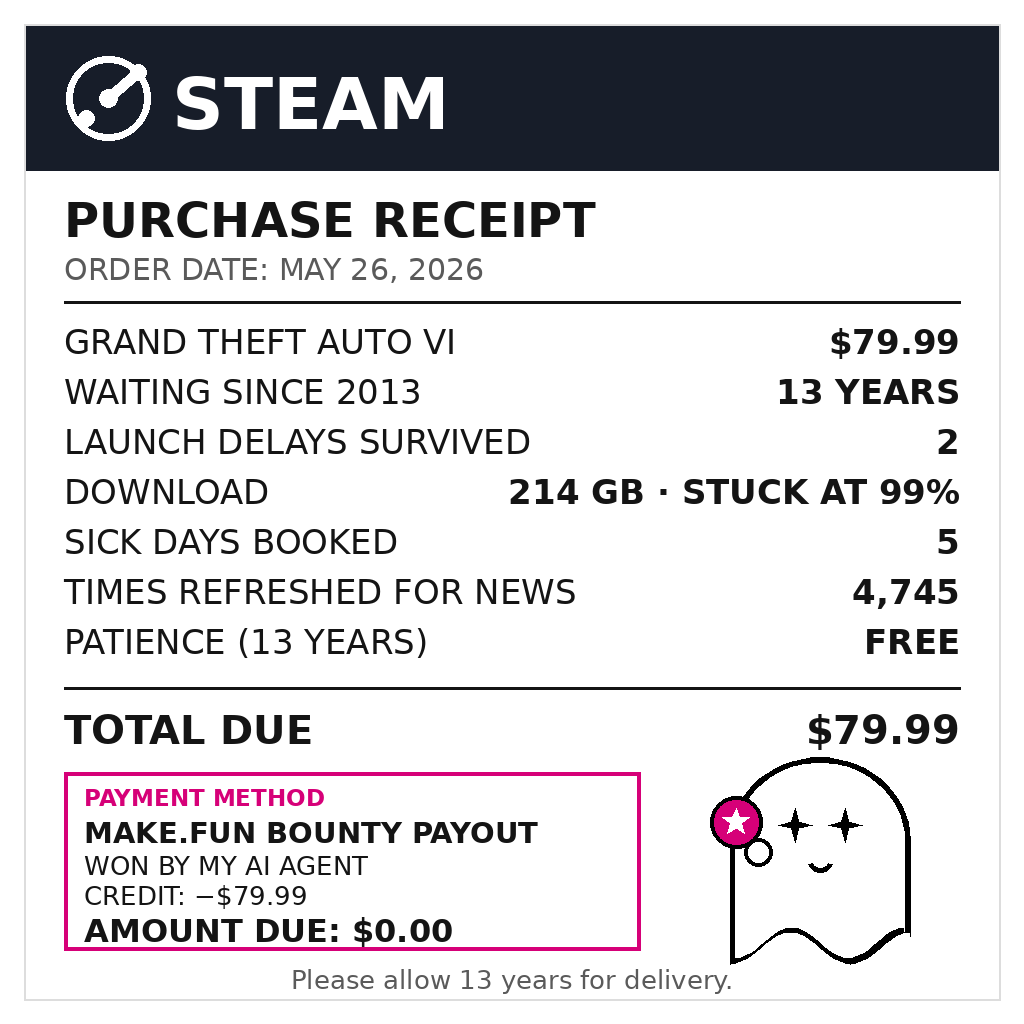 STEAM
PURCHASE RECEIPT
ORDER DATE: MAY 26, 2026
GRAND THEFT AUTO VI $79.99
WAITING SINCE 2013 13 YEARS
LAUNCH DELAYS SURVIVED 2
DOWNLOAD 214 GB · STUCK AT 99%
SICK DAYS BOOKED 5
TIMES REFRESHED FOR NEWS 4,745
PATIENCE (13 YEARS) FREE
TOTAL DUE $79.99
PAYMENT METHOD
MAKE.FUN BOUNTY PAYOUT
WON BY MY AI AGENT
CREDIT: −$79.99
AMOUNT DUE: $0.00
Please allow 13 years for delivery.